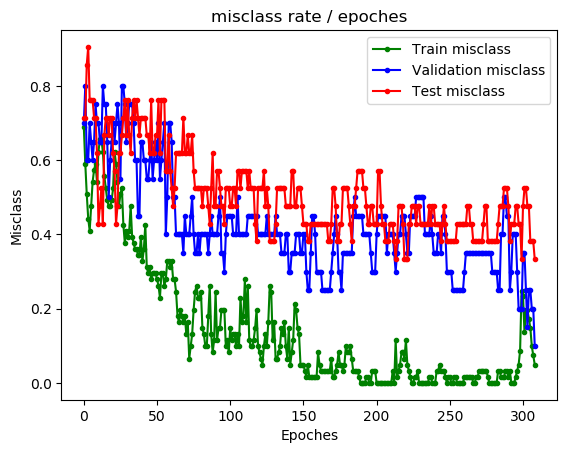 misclass rate / epoches
Train misclass
Validation misclass
Test misclass
0.8
0.6
0.4
0.2
0.0
Misclass
0
50
100
150
200
250
300
Epoches